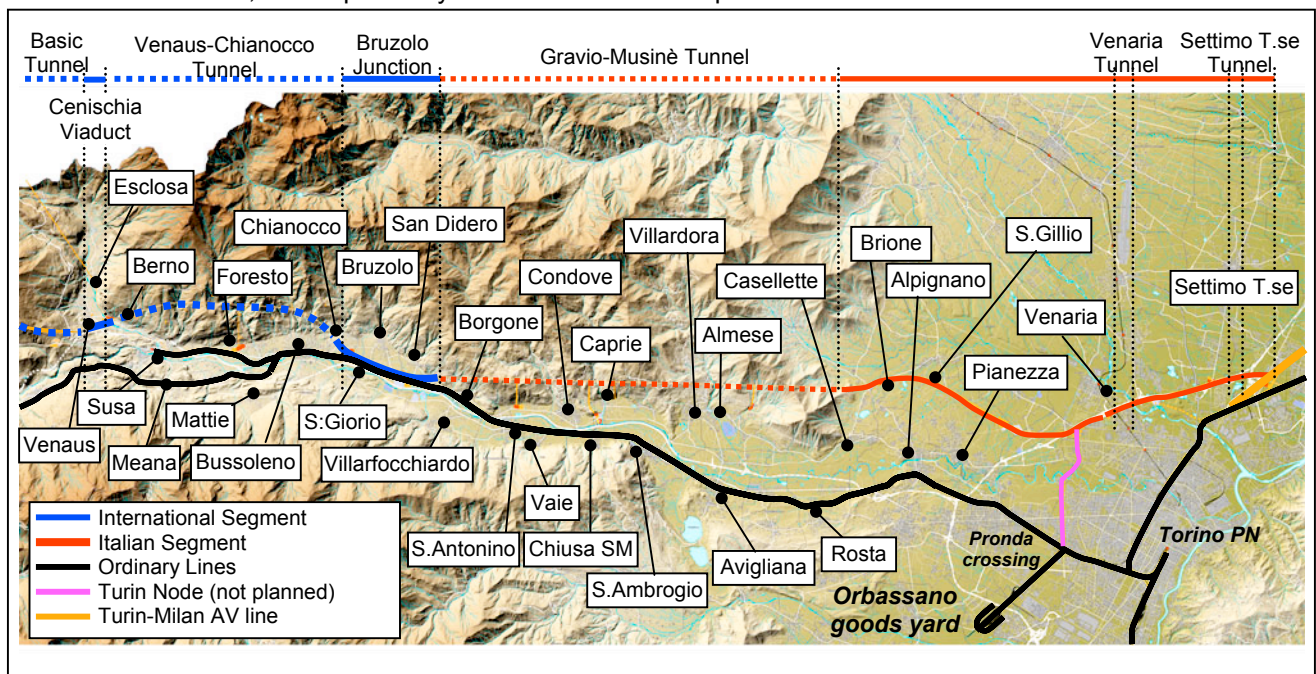 Basic
Tunnel
Venaus-Chianocco
Tunnel
Bruzolo
Junction
Gravio-Musinè Tunnel
Venaria
Tunnel
Settimo T.se
Tunnel
Cenischia
Viaduct
Esclosa
Berno
Foresto
Chianocco
Bruzolo
San Didero
Borgone
Condove
Caprie
Villardora
Almese
Casellette
Brione
Alpignano
S.Gillio
Pianezza
Venaria
Settimo T.se
Venaus
Susa
Meana
Mattie
Bussoleno
S:Giorio
Villarfocchiardo
S.Antonino
Vaie
Chiusa SM
S.Ambrogio
Avigliana
Rosta
Pronda
crossing
Torino PN
Orbassano
goods yard
International Segment
Italian Segment
Ordinary Lines
Turin Node (not planned)
Turin-Milan AV line